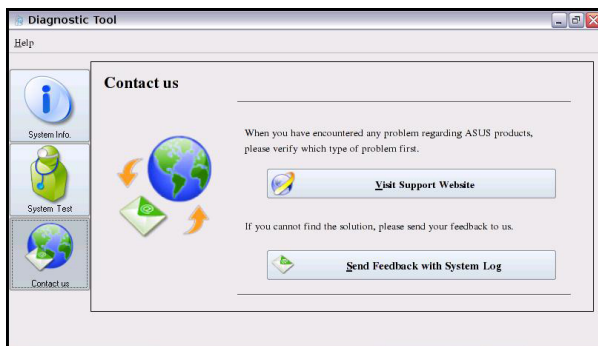 Diagnostic Tool
Help
System Info.
System Test
Contact us
Contact us
When you have encountered any problem regarding ASUS products,
please verify which type of problem first.
Visit Support Website
If you cannot find the solution, please send your feedback to us.
Send Feedback with System Log